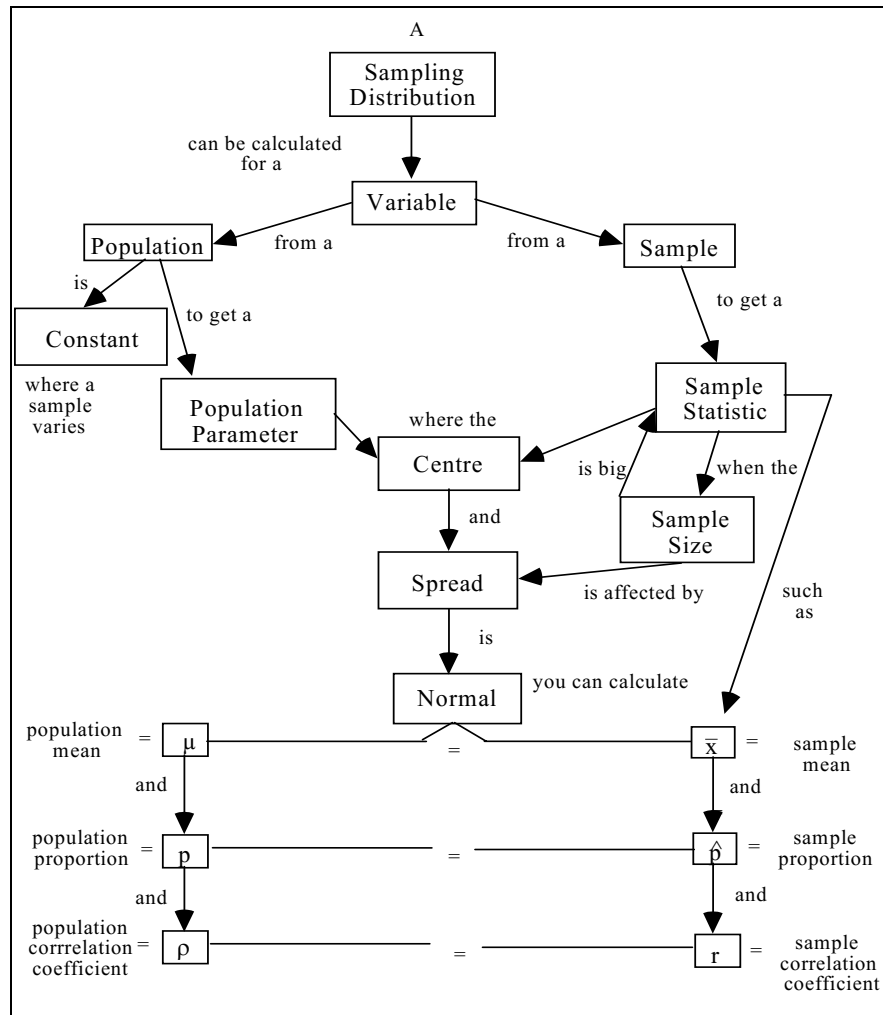 A
Sampling
Distribution
can be calculated
for a
Variable
Population
from a
from a
Sample
is
to get a
to get a
Constant
where a
sample
varies
Population
Parameter
where the
Sample
Statistic
Centre
is big
when the
and
Sample
Size
Spread
is affected by
such
as
is
Normal
you can calculate
population
mean
=
μ
=
x̅
=
sample
mean
and
and
population
proportion
=
p
=
p̂
=
sample
proportion
and
and
population
corrrelation
coefficient
=
ρ
=
r
=
sample
correlation
coefficient